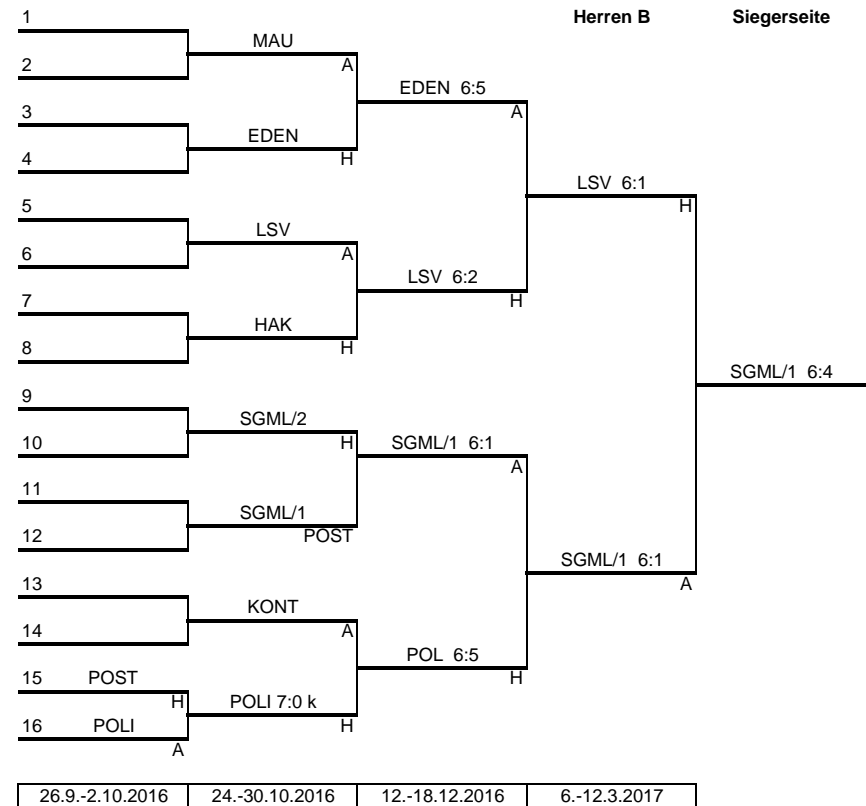 1 Herren B Siegerseite
MAU
2 A
EDEN 6:5
3 A
EDEN
4 H
LSV 6:1
5 H
LSV
6 A
LSV 6:2
7 H
HAK
8 H
SGML/1 6:4
9
SGML/2
10 H SGML/1 6:1
A
11
SGML/1
12 POST
SGML/1 6:1
13 A
KONT
14 A
POL 6:5
15 POST H
H POLI 7:0 k
16 POLI H
A
26.9.-2.10.2016 24.-30.10.2016 12.-18.12.2016 6.-12.3.2017